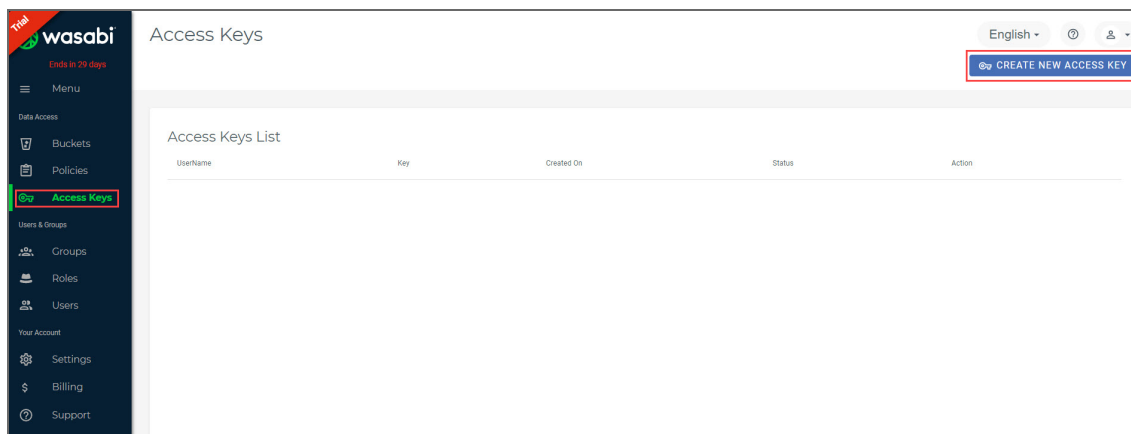 Trial
wasabi
Ends in 29 days
Menu
Data Access
Buckets
Policies
Access Keys
Users & Groups
Groups
Roles
Users
Your Account
Settings
Billing
Support
Access Keys
English
CREATE NEW ACCESS KEY
Access Keys List
UserName Key Created On Status Action